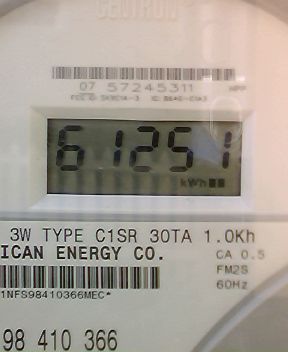 CENTRON
07 57245311
61251
kWh
3W TYPE C1SR 30TA 1.0Kh
ICAN ENERGY CO.
CA 0.5
FM2S
60Hz
1NFS98410366MEC*
98 410 366